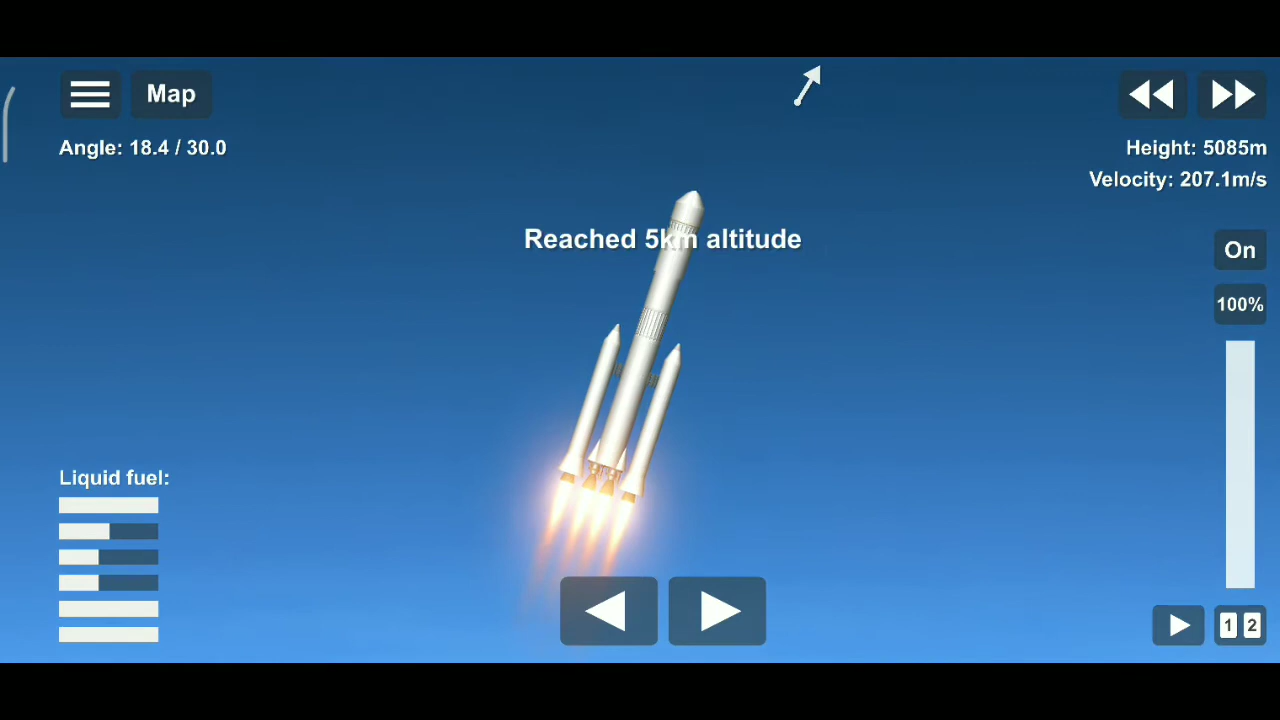 Map
Angle: 18.4 / 30.0
Height: 5085m
Velocity: 207.1m/s
Reached 5km altitude
On
100%
Liquid fuel:
1 2